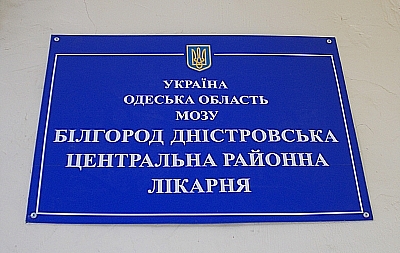 УКРАЇНА
ОДЕСЬКА ОБЛАСТЬ
МОЗУ
БІЛГОРОД ДНІСТРОВСЬКА
ЦЕНТРАЛЬНА РАЙОННА
ЛІКАРНЯ